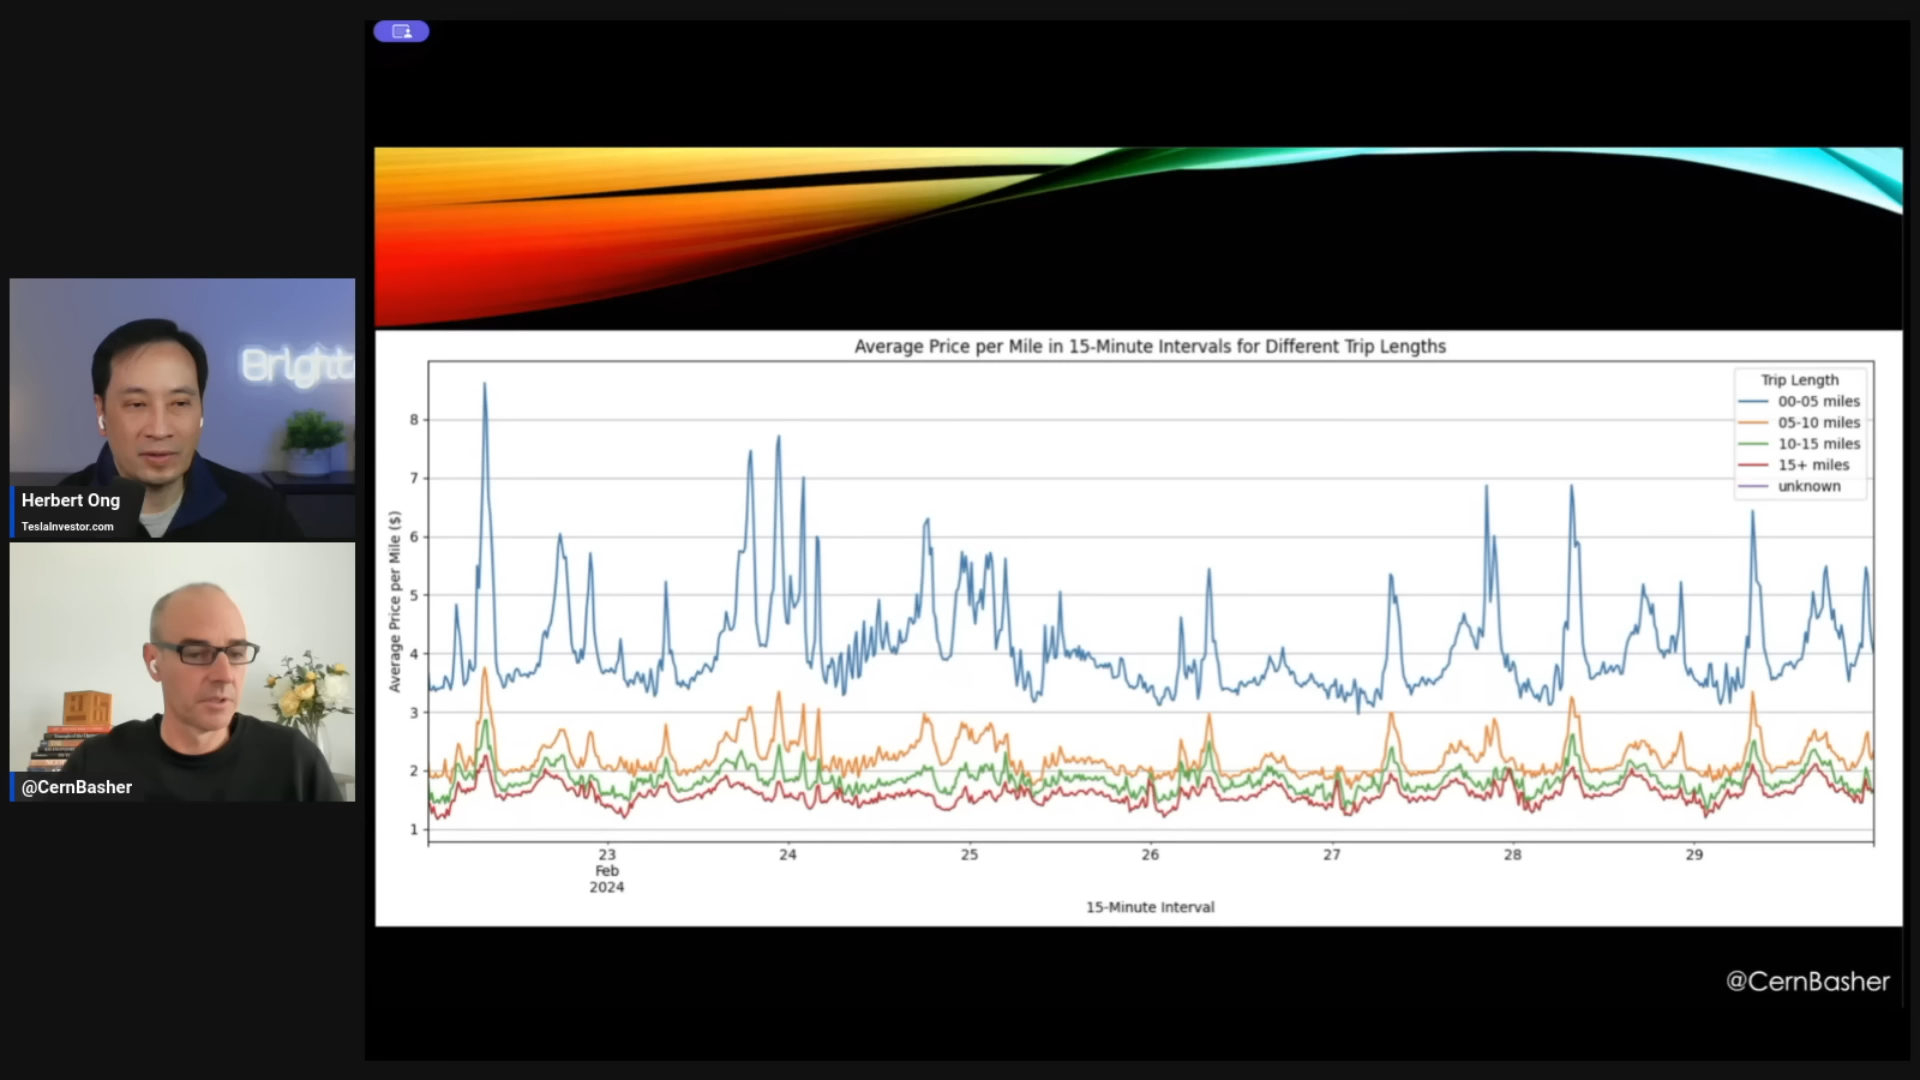 Bright
Herbert Ong
TeslaInvestor.com
@CernBasher
Average Price per Mile in 15-Minute Intervals for Different Trip Lengths
Trip Length
00-05 miles
05-10 miles
10-15 miles
15+ miles
unknown
Average Price per Mile ($)
8
7
6
5
4
3
2
1
23
24
25
26
27
28
29
Feb
2024
15-Minute Interval
@CernBasher